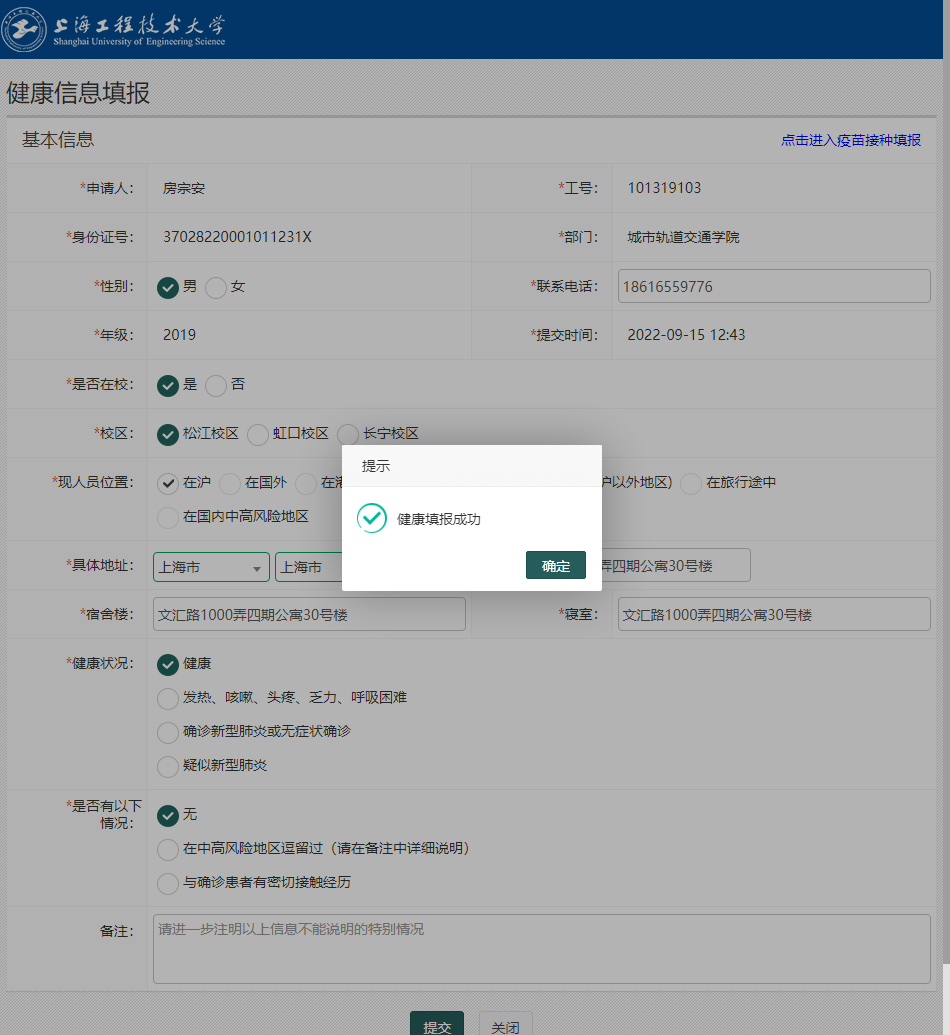 上海工程技术大学
Shanghai University of Engineering Science
健康信息填报
基本信息 点击进入疫苗接种填报
*申请人： 房宗安 *工号： 101319103
*身份证号： 37028220001011231X *部门： 城市轨道交通学院
*性别： 男 女 *联系电话： 18616559776
*年级： 2019 *提交时间： 2022-09-15 12:43
*是否在校： 是 否
*校区： 松江校区 虹口校区 长宁校区
*现人员位置： 在沪 在国外 在 沪以外地区) 在旅行途中
在国内中高风险地区
提示
健康填报成功
确定
*具体地址： 上海市 上海市 弄四期公寓30号楼
*宿舍楼： 文汇路1000弄四期公寓30号楼 *寝室： 文汇路1000弄四期公寓30号楼
*健康状况： 健康
发热、咳嗽、头疼、乏力、呼吸困难
确诊新型肺炎或无症状确诊
疑似新型肺炎
*是否有以下
情况： 无
在中高风险地区逗留过（请在备注中详细说明）
与确诊患者有密切接触经历
备注： 请进一步注明以上信息不能说明的特别情况
提交 关闭